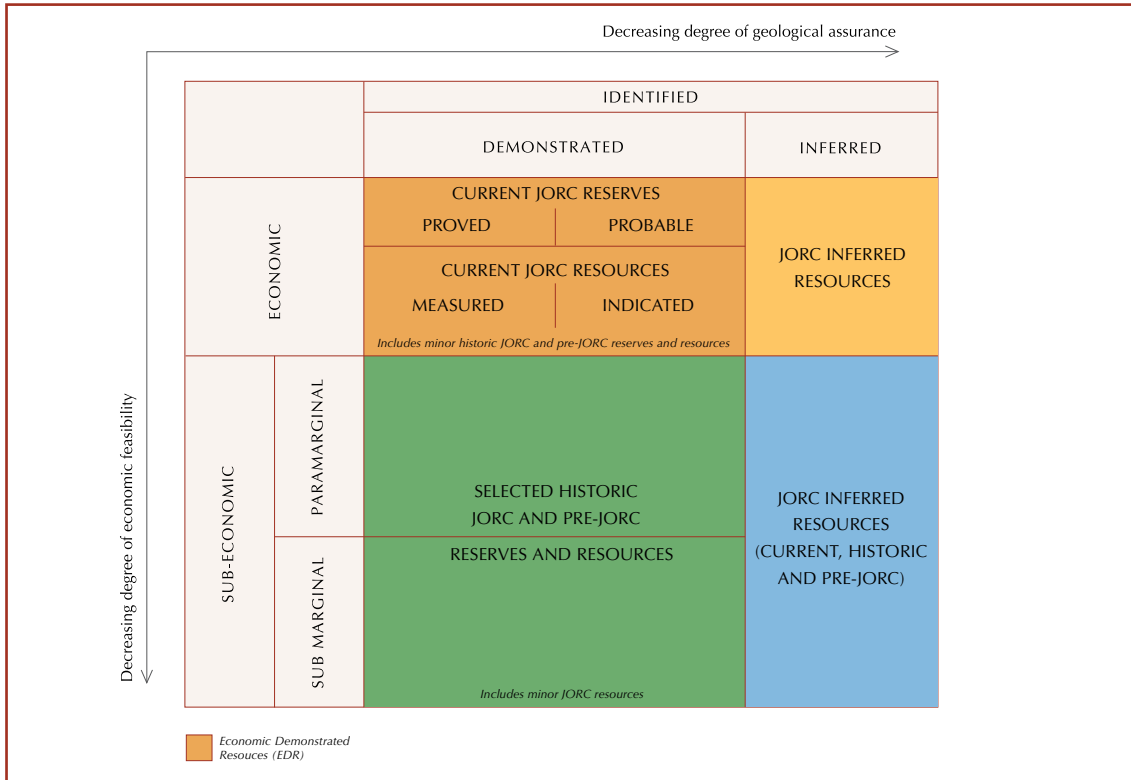 Decreasing degree of geological assurance
IDENTIFIED
DEMONSTRATED
INFERRED
ECONOMIC
CURRENT JORC RESERVES
PROVED
PROBABLE
CURRENT JORC RESOURCES
MEASURED
INDICATED
Includes minor historic JORC and pre-JORC reserves and resources
JORC INFERRED
RESOURCES
Decreasing degree of economic feasibility
SUB-ECONOMIC
PARAMARGINAL
SUB MARGINAL
SELECTED HISTORIC
JORC AND PRE-JORC
RESERVES AND RESOURCES
Includes minor JORC resources
JORC INFERRED
RESOURCES
(CURRENT, HISTORIC
AND PRE-JORC)
Economic Demonstrated
Resouces (EDR)